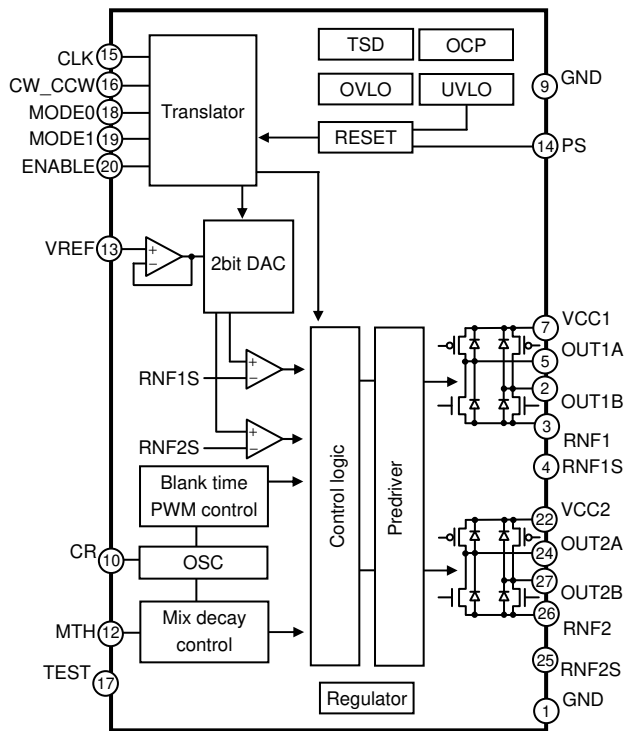 CLK 15
CW_CCW 16
MODE0 18
MODE1 19
ENABLE 20
Translator
TSD
OCP
OVLO
UVLO
RESET
9 GND
14 PS
VREF 13
+
−
2bit DAC
RNF1S
+
−
RNF2S
+
−
Blank time
PWM control
CR 10
OSC
MTH 12
Mix decay
control
TEST
17
Control logic
Predriver
Regulator
7 VCC1
5 OUT1A
2
OUT1B
3
RNF1
4 RNF1S
22 VCC2
24 OUT2A
27
OUT2B
26
RNF2
25
RNF2S
1 GND